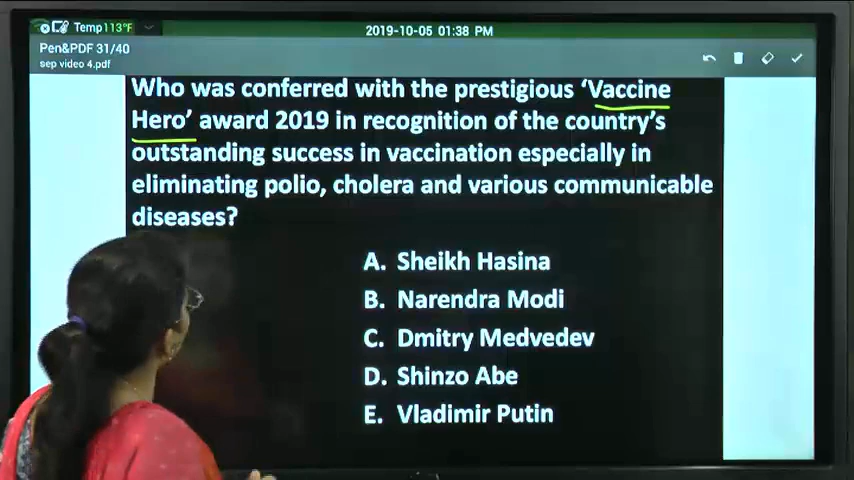 Temp 113°F
2019-10-05 01:38 PM
Pen&PDF 31/40
sep video 4.pdf
Who was conferred with the prestigious ‘Vaccine
Hero’ award 2019 in recognition of the country’s
outstanding success in vaccination especially in
eliminating polio, cholera and various communicable
diseases?
A. Sheikh Hasina
B. Narendra Modi
C. Dmitry Medvedev
D. Shinzo Abe
E. Vladimir Putin